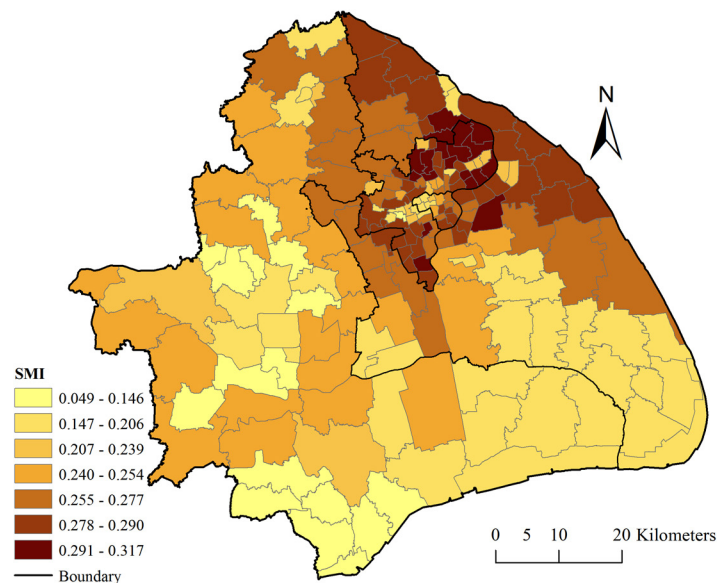 N
SMI
0.049 - 0.146
0.147 - 0.206
0.207 - 0.239
0.240 - 0.254
0.255 - 0.277
0.278 - 0.290
0.291 - 0.317
Boundary
0 5 10 20 Kilometers